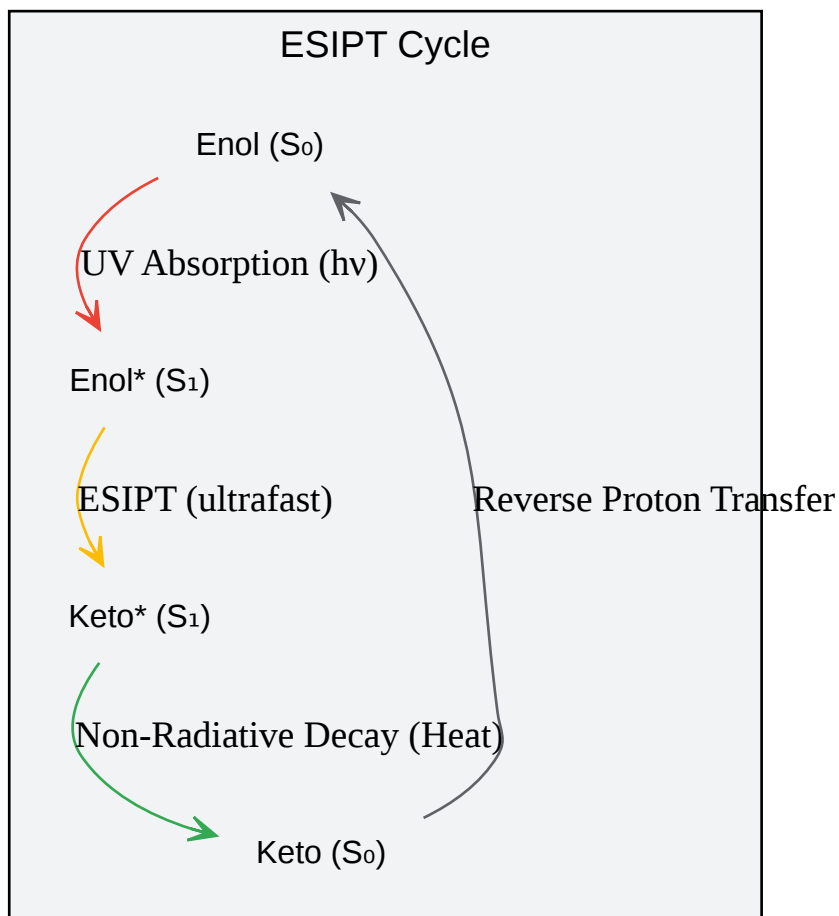 ESIPT Cycle
Enol (S₀)
UV Absorption (hν)
Enol* (S₁)
ESIPT (ultrafast)
Reverse Proton Transfer
Keto* (S₁)
Non-Radiative Decay (Heat)
Keto (S₀)